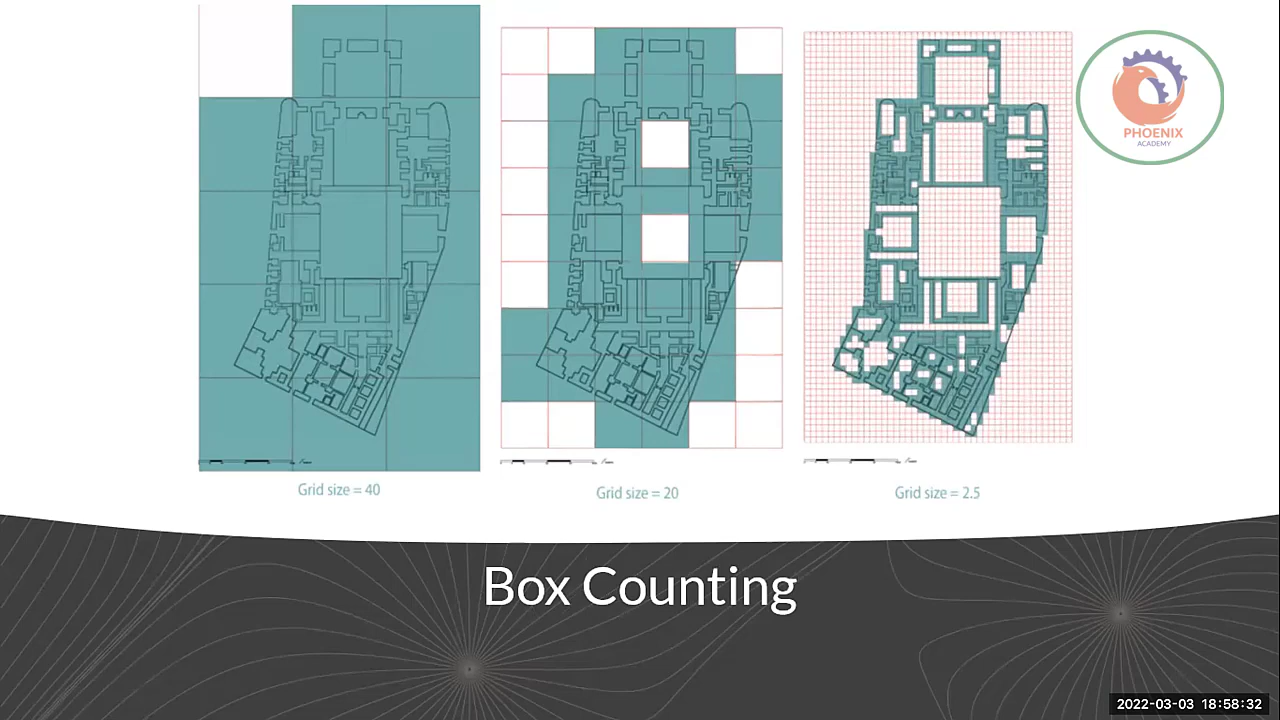 PHOENIX
ACADEMY
Grid size = 40
Grid size = 20
Grid size = 2.5
Box Counting
2022-03-03 18:58:32